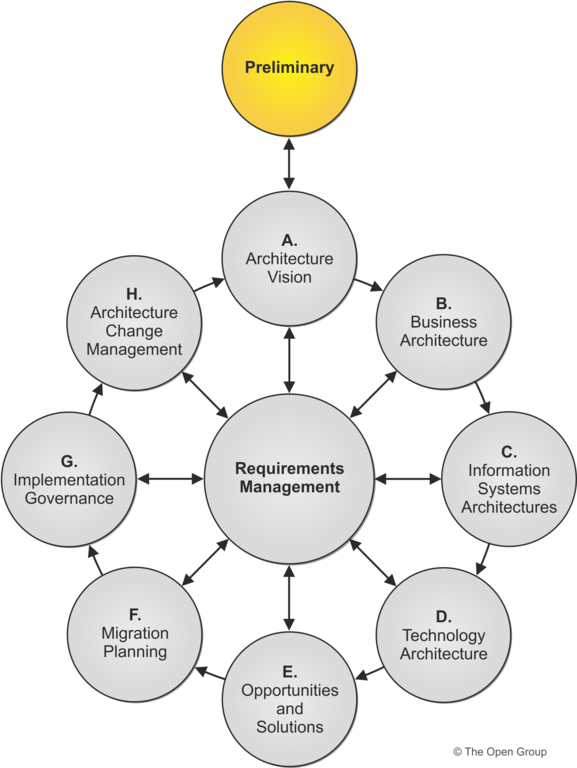 Preliminary
A.
Architecture
Vision
B.
Business
Architecture
C.
Information
Systems
Architectures
D.
Technology
Architecture
E.
Opportunities
and
Solutions
F.
Migration
Planning
G.
Implementation
Governance
H.
Architecture
Change
Management
Requirements
Management
© The Open Group